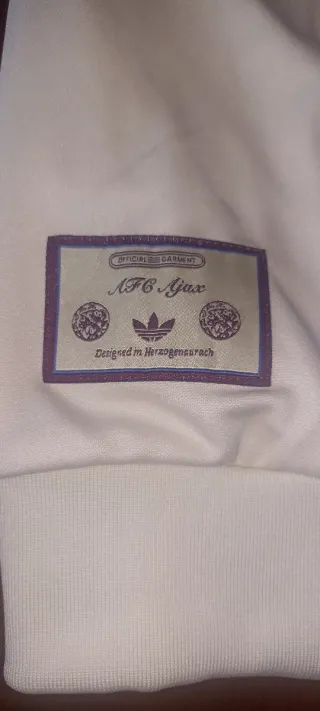 OFFICIAL GARMENT
AFC Ajax
Designed in Herzogenaurach